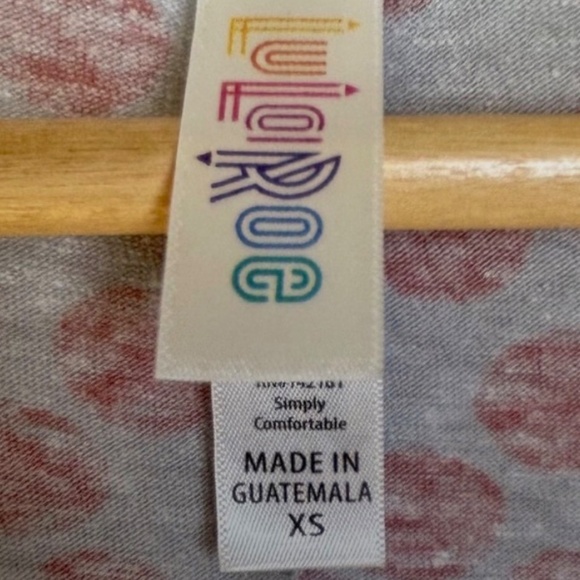 LuLaRoe
Simply
Comfortable
MADE IN
GUATEMALA
XS